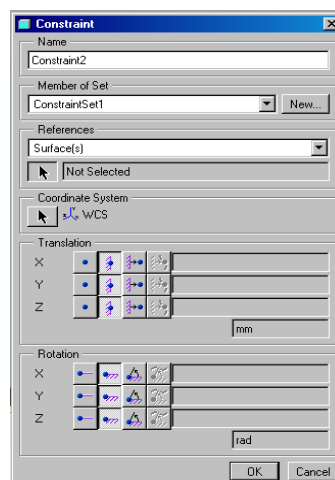 Constraint
Name
Constraint2
Member of Set
ConstraintSet1
New...
References
Surface(s)
Not Selected
Coordinate System
WCS
Translation
X
Y
Z
mm
Rotation
X
Y
Z
rad
OK Cancel